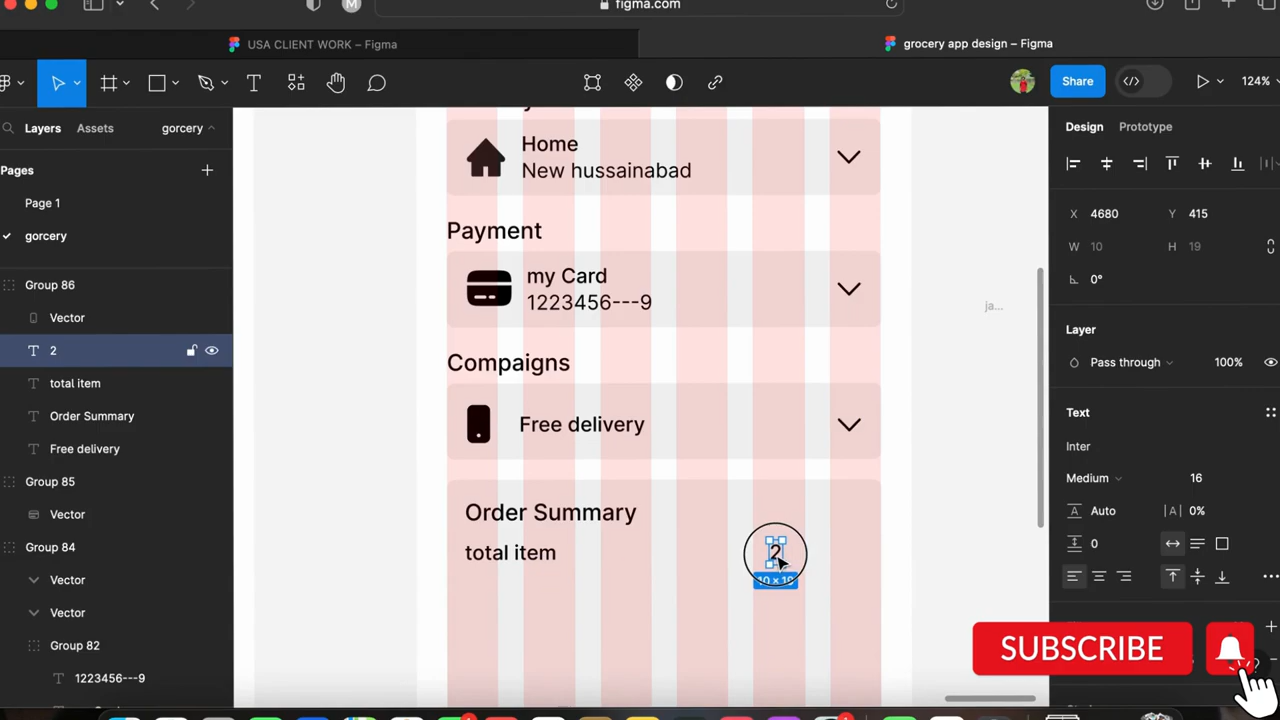 figma.com
USA CLIENT WORK – Figma
grocery app design – Figma
Share
124%
Layers
Assets
gorcery
Design
Prototype
Pages
Page 1
gorcery
Group 86
Vector
2
total item
Order Summary
Free delivery
Group 85
Vector
Group 84
Vector
Vector
Group 82
1223456---9
Home
New hussainabad
Payment
my Card
1223456---9
Compaigns
Free delivery
Order Summary
total item
2
10 × 19
ja...
X 4680
Y 415
W 10
H 19
0°
Layer
Pass through
100%
Text
Inter
Medium
16
Auto
0%
0
SUBSCRIBE